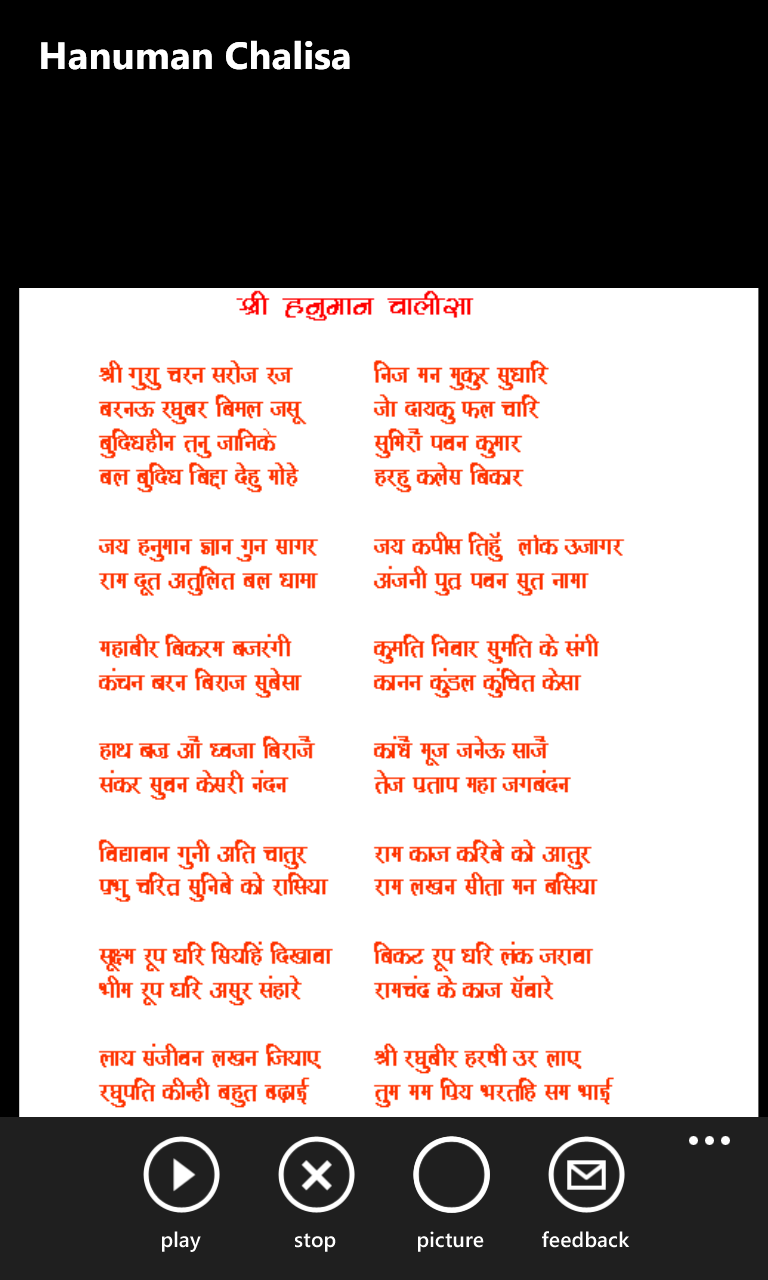 Hanuman Chalisa
श्री हनुमान चालीसा
श्री गुरु चरन सरोज रज निज मन मुकुर सुधारि
बरनऊ रघुबर बिमल जसू जो दायकु फल चारि
बुदिधहीन तनु जानिके सुमिरौं पवन कुमार
बल बुदिध बिद्दा देहु मोहे हरहु कलेस बिकार
जय हनुमान ज्ञान गुन सागर जय कपीस तिहुँ लोक उजागर
राम दूत अतुलित बल धामा अंजनी पुत्र पवन सुत नामा
महाबीर बिकरम बजरंगी कुमति निवार सुमति के संगी
कंचन बरन बिराज सुबेसा कानन कुंडल कुंचित केसा
हाथ बज्र औ ध्वजा बिराजै कांधे मूज जनेऊ साजै
संकर सुवन केसरी नंदन तेज प्रताप महा जगबंदन
विद्यावान गुनी अति चातुर राम काज करिबे को आतुर
प्रभु चरित्र सुनिबे को रासिया राम लखन सीता मन बसिया
सूक्ष्म रूप धरि सियहिं दिखावा बिकट रूप धरि लंक जरावा
भीम रूप धरि असुर संहारे रामचंद्र के काज सँवारे
लाय संजीवन लखन जियाए श्री रघुबीर हरषी उर लाए
रघुपति कीन्ही बहुत बढ़ाई तुम मम प्रिय भरतहि सम भाई
play stop picture feedback